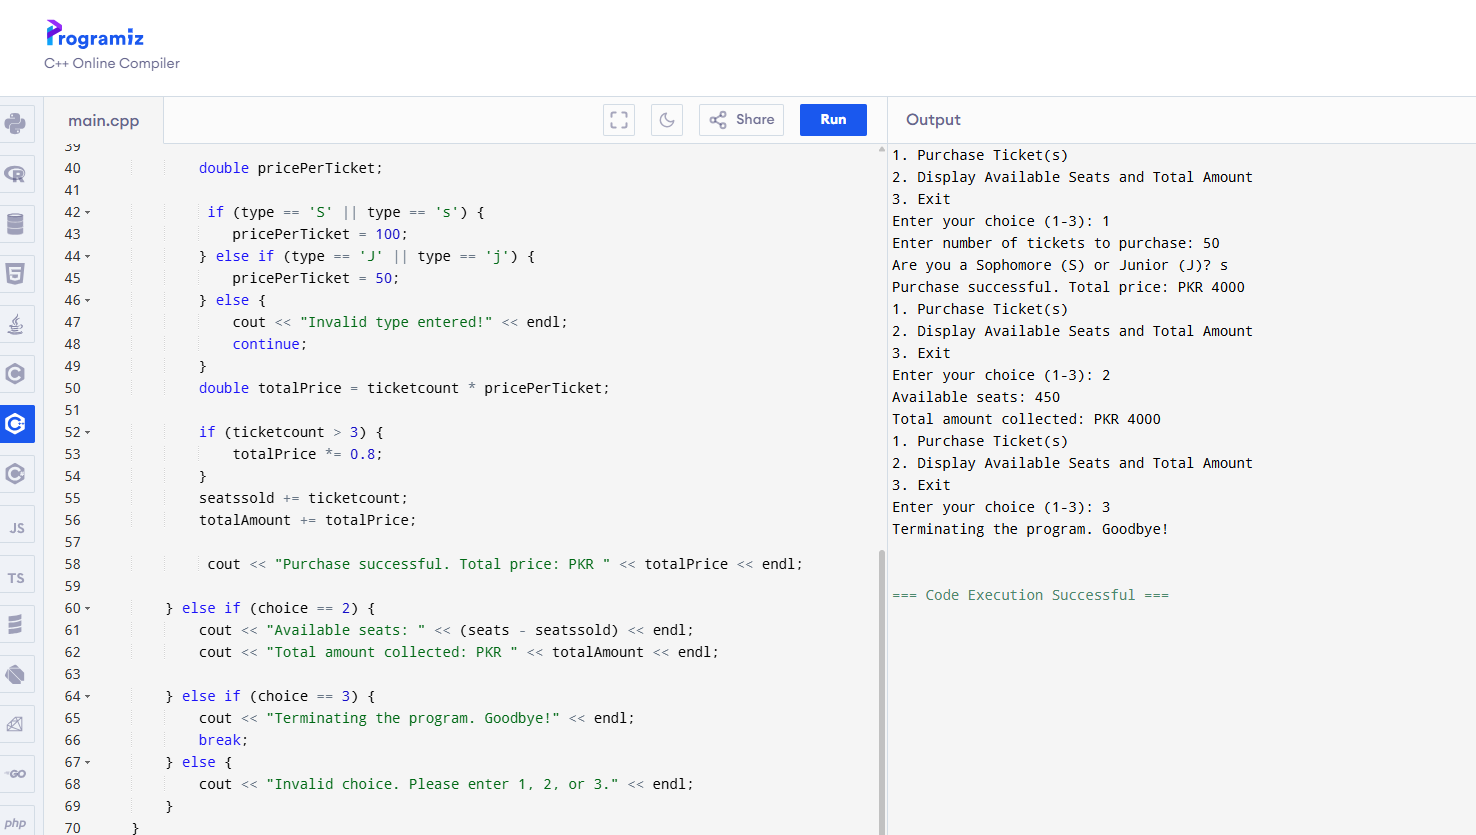 Programiz
C++ Online Compiler
main.cpp
Share
Run
Output
39
40 double pricePerTicket;
41
42 if (type == 'S' || type == 's') {
43 pricePerTicket = 100;
44 } else if (type == 'J' || type == 'j') {
45 pricePerTicket = 50;
46 } else {
47 cout << "Invalid type entered!" << endl;
48 continue;
49 }
50 double totalPrice = ticketcount * pricePerTicket;
51
52 if (ticketcount > 3) {
53 totalPrice *= 0.8;
54 }
55 seatssold += ticketcount;
56 totalAmount += totalPrice;
57
58 cout << "Purchase successful. Total price: PKR " << totalPrice << endl;
59
60 } else if (choice == 2) {
61 cout << "Available seats: " << (seats - seatssold) << endl;
62 cout << "Total amount collected: PKR " << totalAmount << endl;
63
64 } else if (choice == 3) {
65 cout << "Terminating the program. Goodbye!" << endl;
66 break;
67 } else {
68 cout << "Invalid choice. Please enter 1, 2, or 3." << endl;
69 }
70 }
1. Purchase Ticket(s)
2. Display Available Seats and Total Amount
3. Exit
Enter your choice (1-3): 1
Enter number of tickets to purchase: 50
Are you a Sophomore (S) or Junior (J)? s
Purchase successful. Total price: PKR 4000
1. Purchase Ticket(s)
2. Display Available Seats and Total Amount
3. Exit
Enter your choice (1-3): 2
Available seats: 450
Total amount collected: PKR 4000
1. Purchase Ticket(s)
2. Display Available Seats and Total Amount
3. Exit
Enter your choice (1-3): 3
Terminating the program. Goodbye!
=== Code Execution Successful ===
JS
TS
GO
php